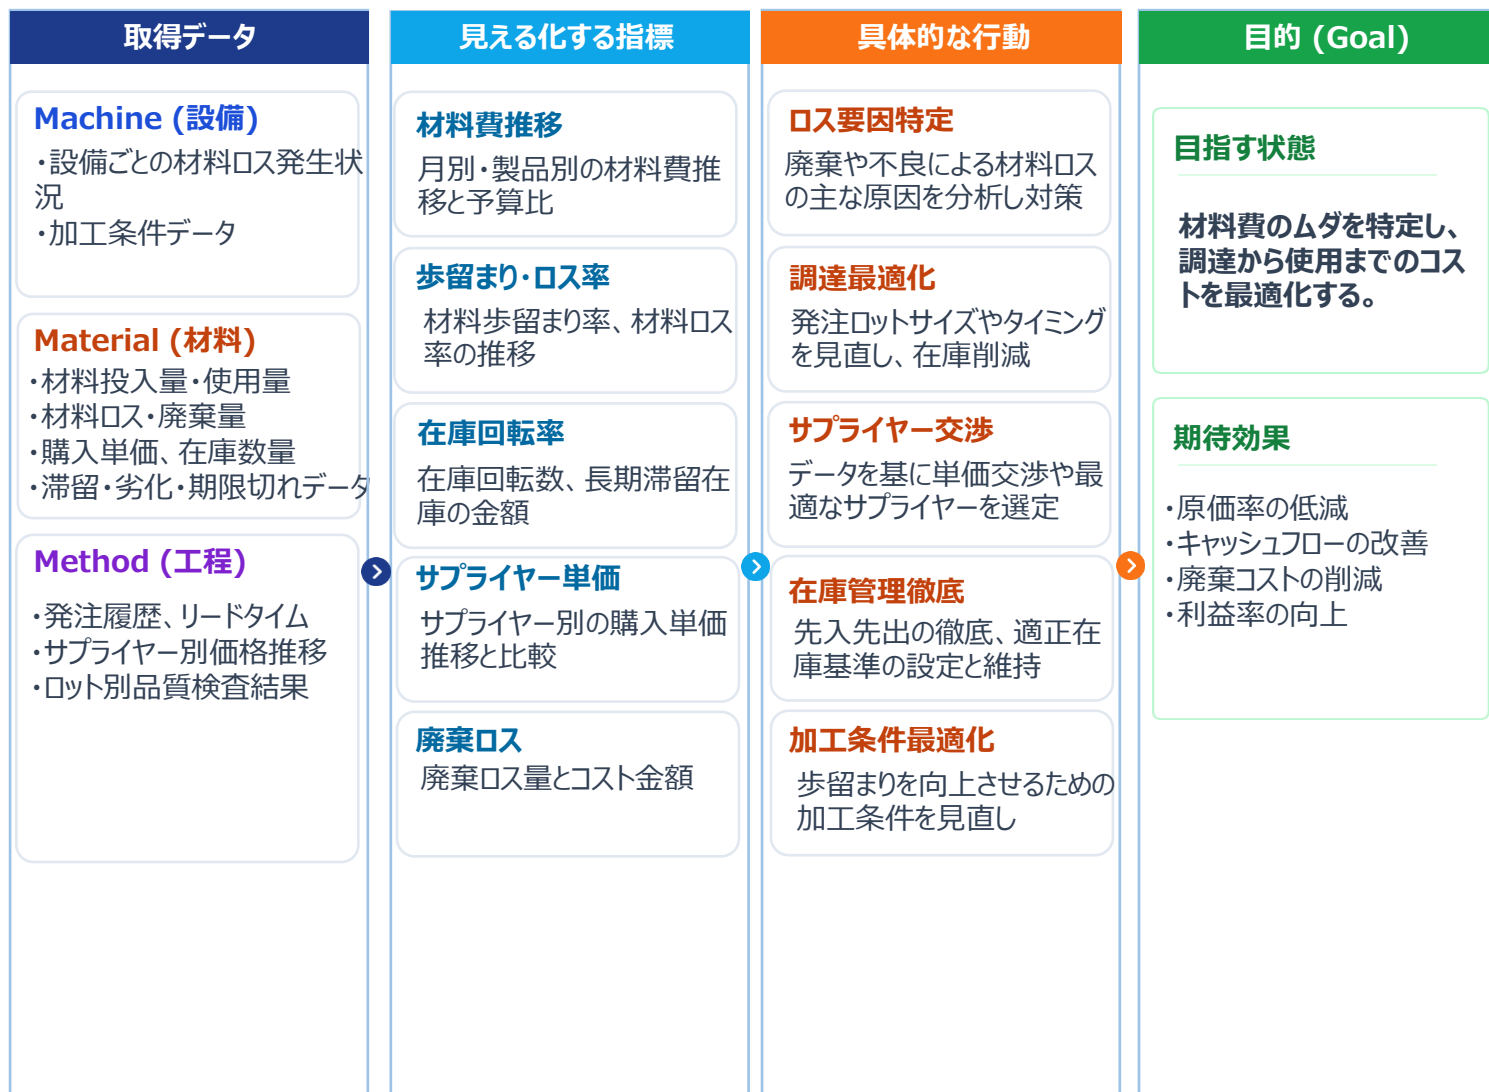 取得データ
Machine (設備)
・設備ごとの材料ロス発生状
況
・加工条件データ
Material (材料)
・材料投入量・使用量
・材料ロス・廃棄量
・購入単価、在庫数量
・滞留・劣化・期限切れデータ
Method (工程)
・発注履歴、リードタイム
・サプライヤー別価格推移
・ロット別品質検査結果
見える化する指標
材料費推移
月別・製品別の材料費推
移と予算比
歩留まり・ロス率
材料歩留まり率、材料ロス
率の推移
在庫回転率
在庫回転数、長期滞留在
庫の金額
サプライヤー単価
サプライヤー別の購入単価
推移と比較
廃棄ロス
廃棄ロス量とコスト金額
具体的な行動
ロス要因特定
廃棄や不良による材料ロス
の主な原因を分析し対策
調達最適化
発注ロットサイズやタイミング
を見直し、在庫削減
サプライヤー交渉
データを基に単価交渉や最
適なサプライヤーを選定
在庫管理徹底
先入先出の徹底、適正在
庫基準の設定と維持
加工条件最適化
歩留まりを向上させるための
加工条件を見直し
目的 (Goal)
目指す状態
材料費のムダを特定し、
調達から使用までのコス
トを最適化する。
期待効果
・原価率の低減
・キャッシュフローの改善
・廃棄コストの削減
・利益率の向上